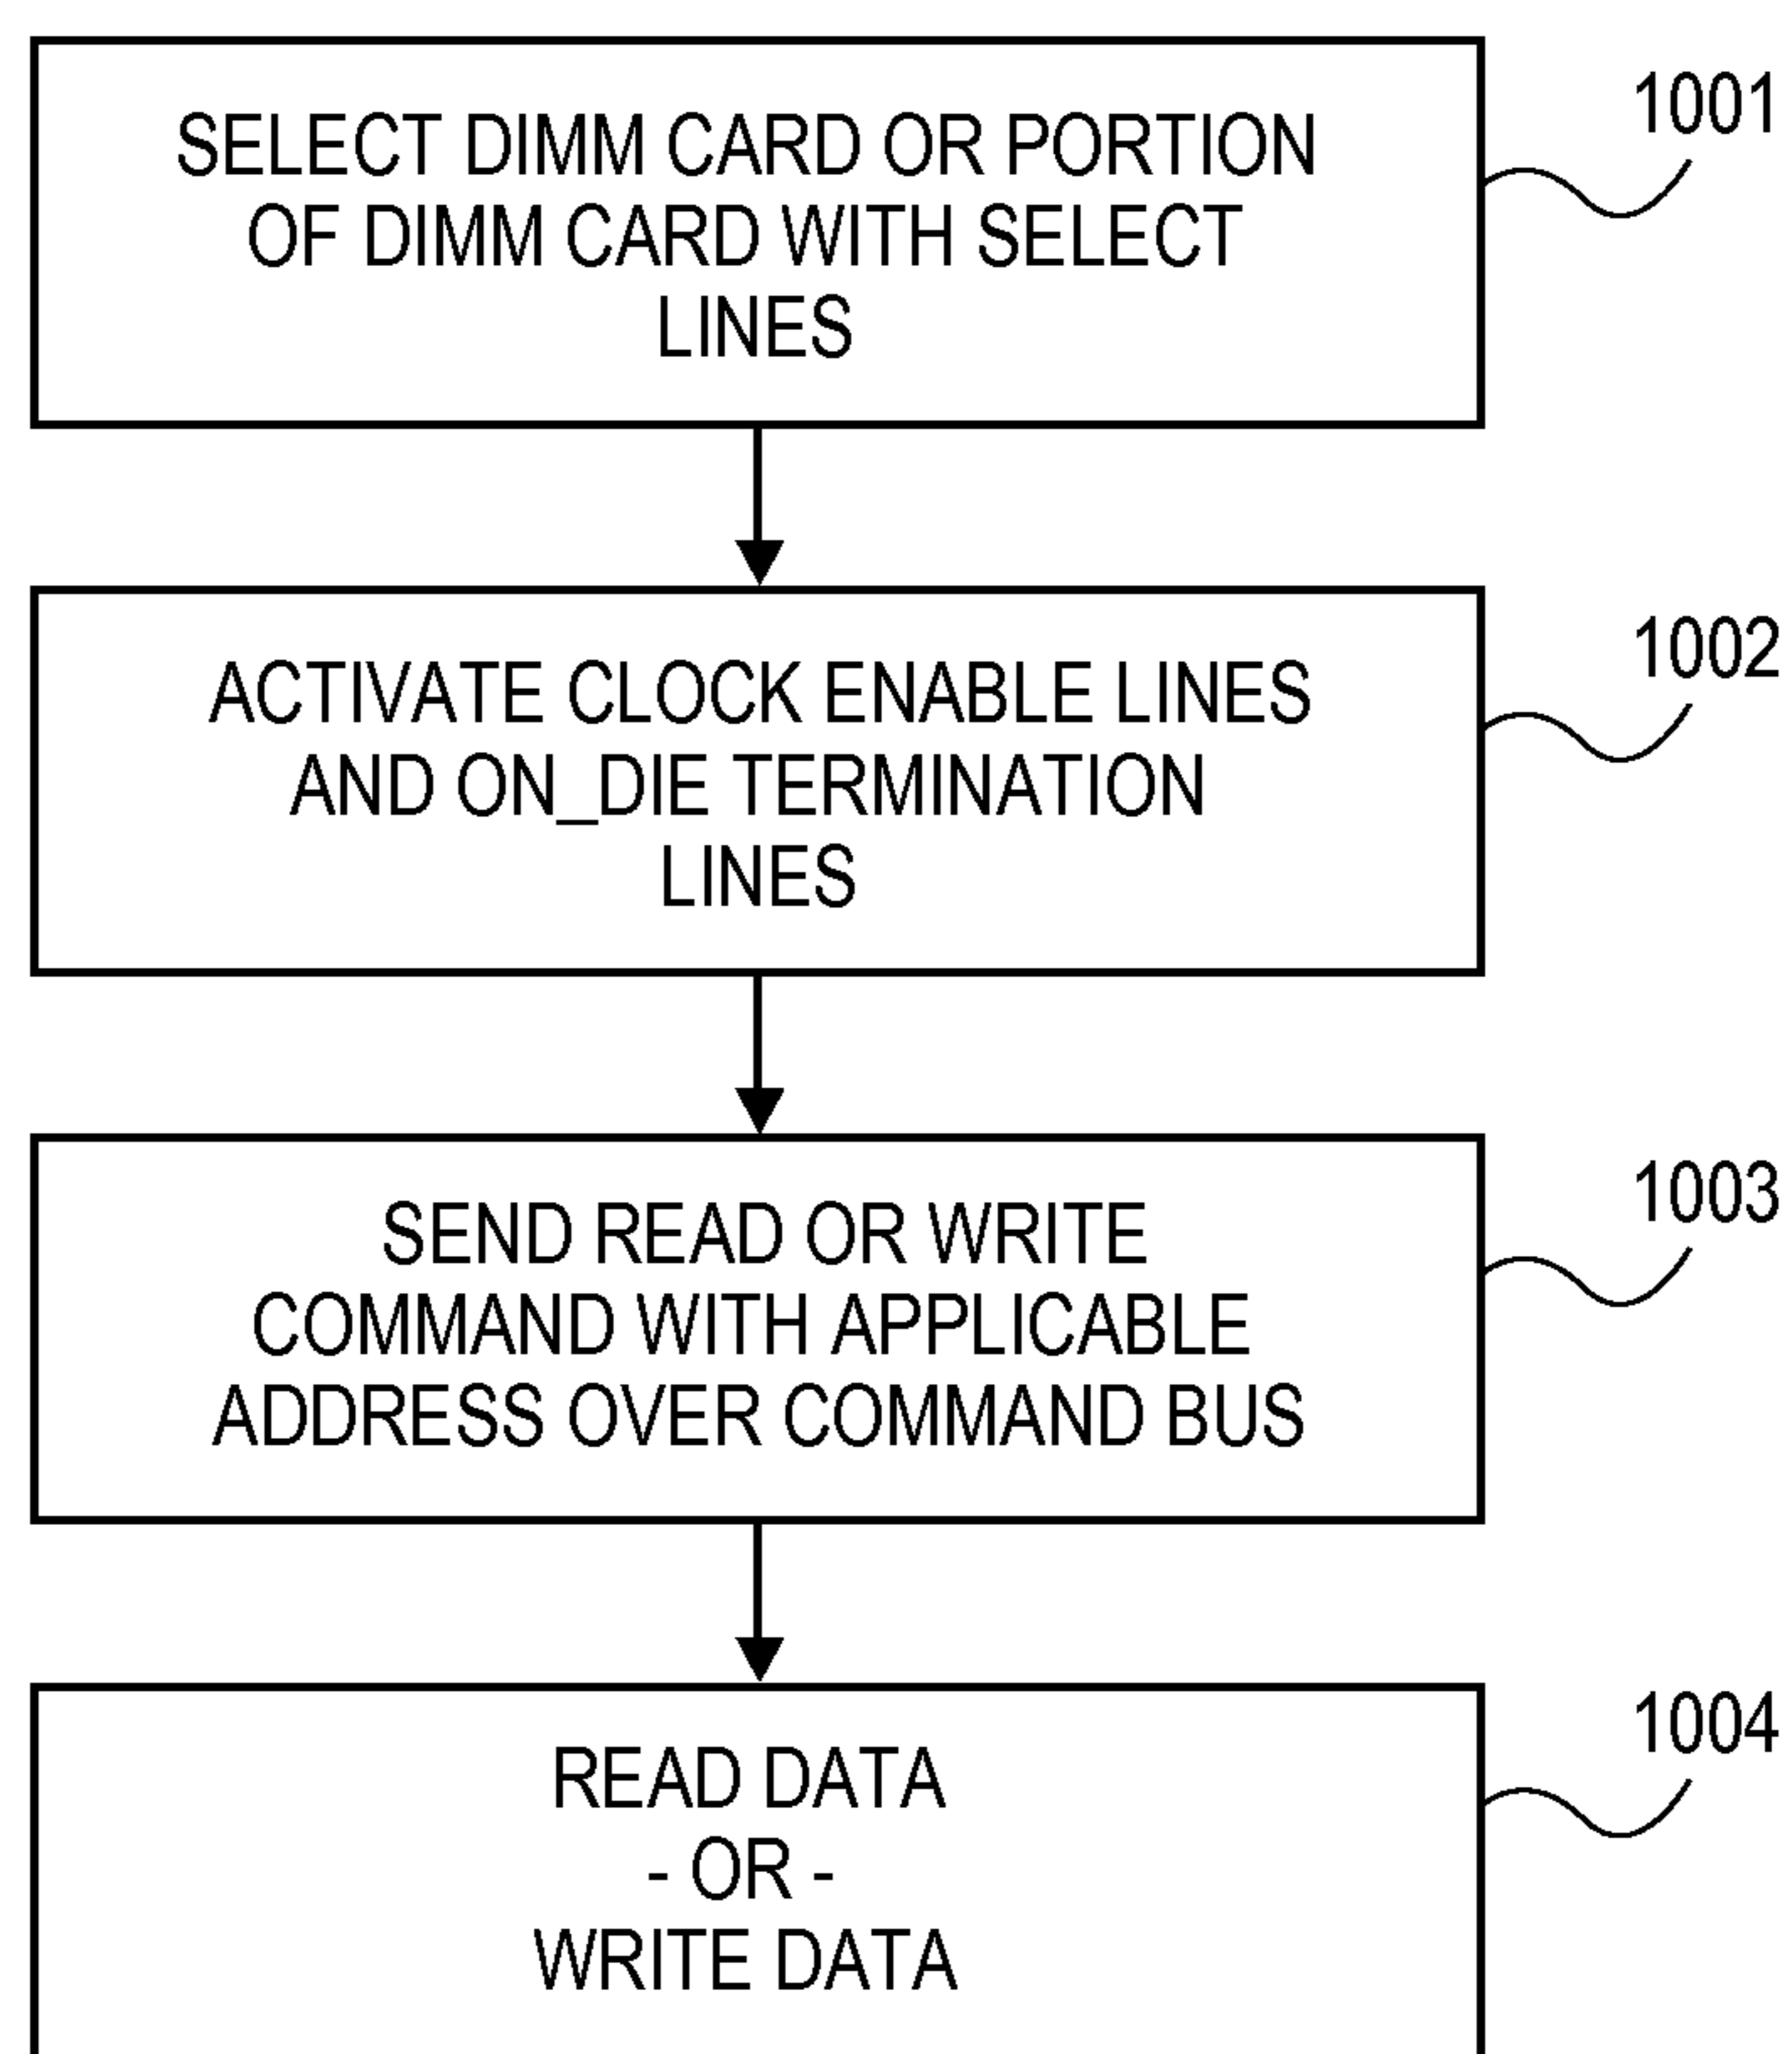 SELECT DIMM CARD OR PORTION
OF DIMM CARD WITH SELECT
LINES
1001
ACTIVATE CLOCK ENABLE LINES
AND ON_DIE TERMINATION
LINES
1002
SEND READ OR WRITE
COMMAND WITH APPLICABLE
ADDRESS OVER COMMAND BUS
1003
READ DATA
- OR -
WRITE DATA
1004